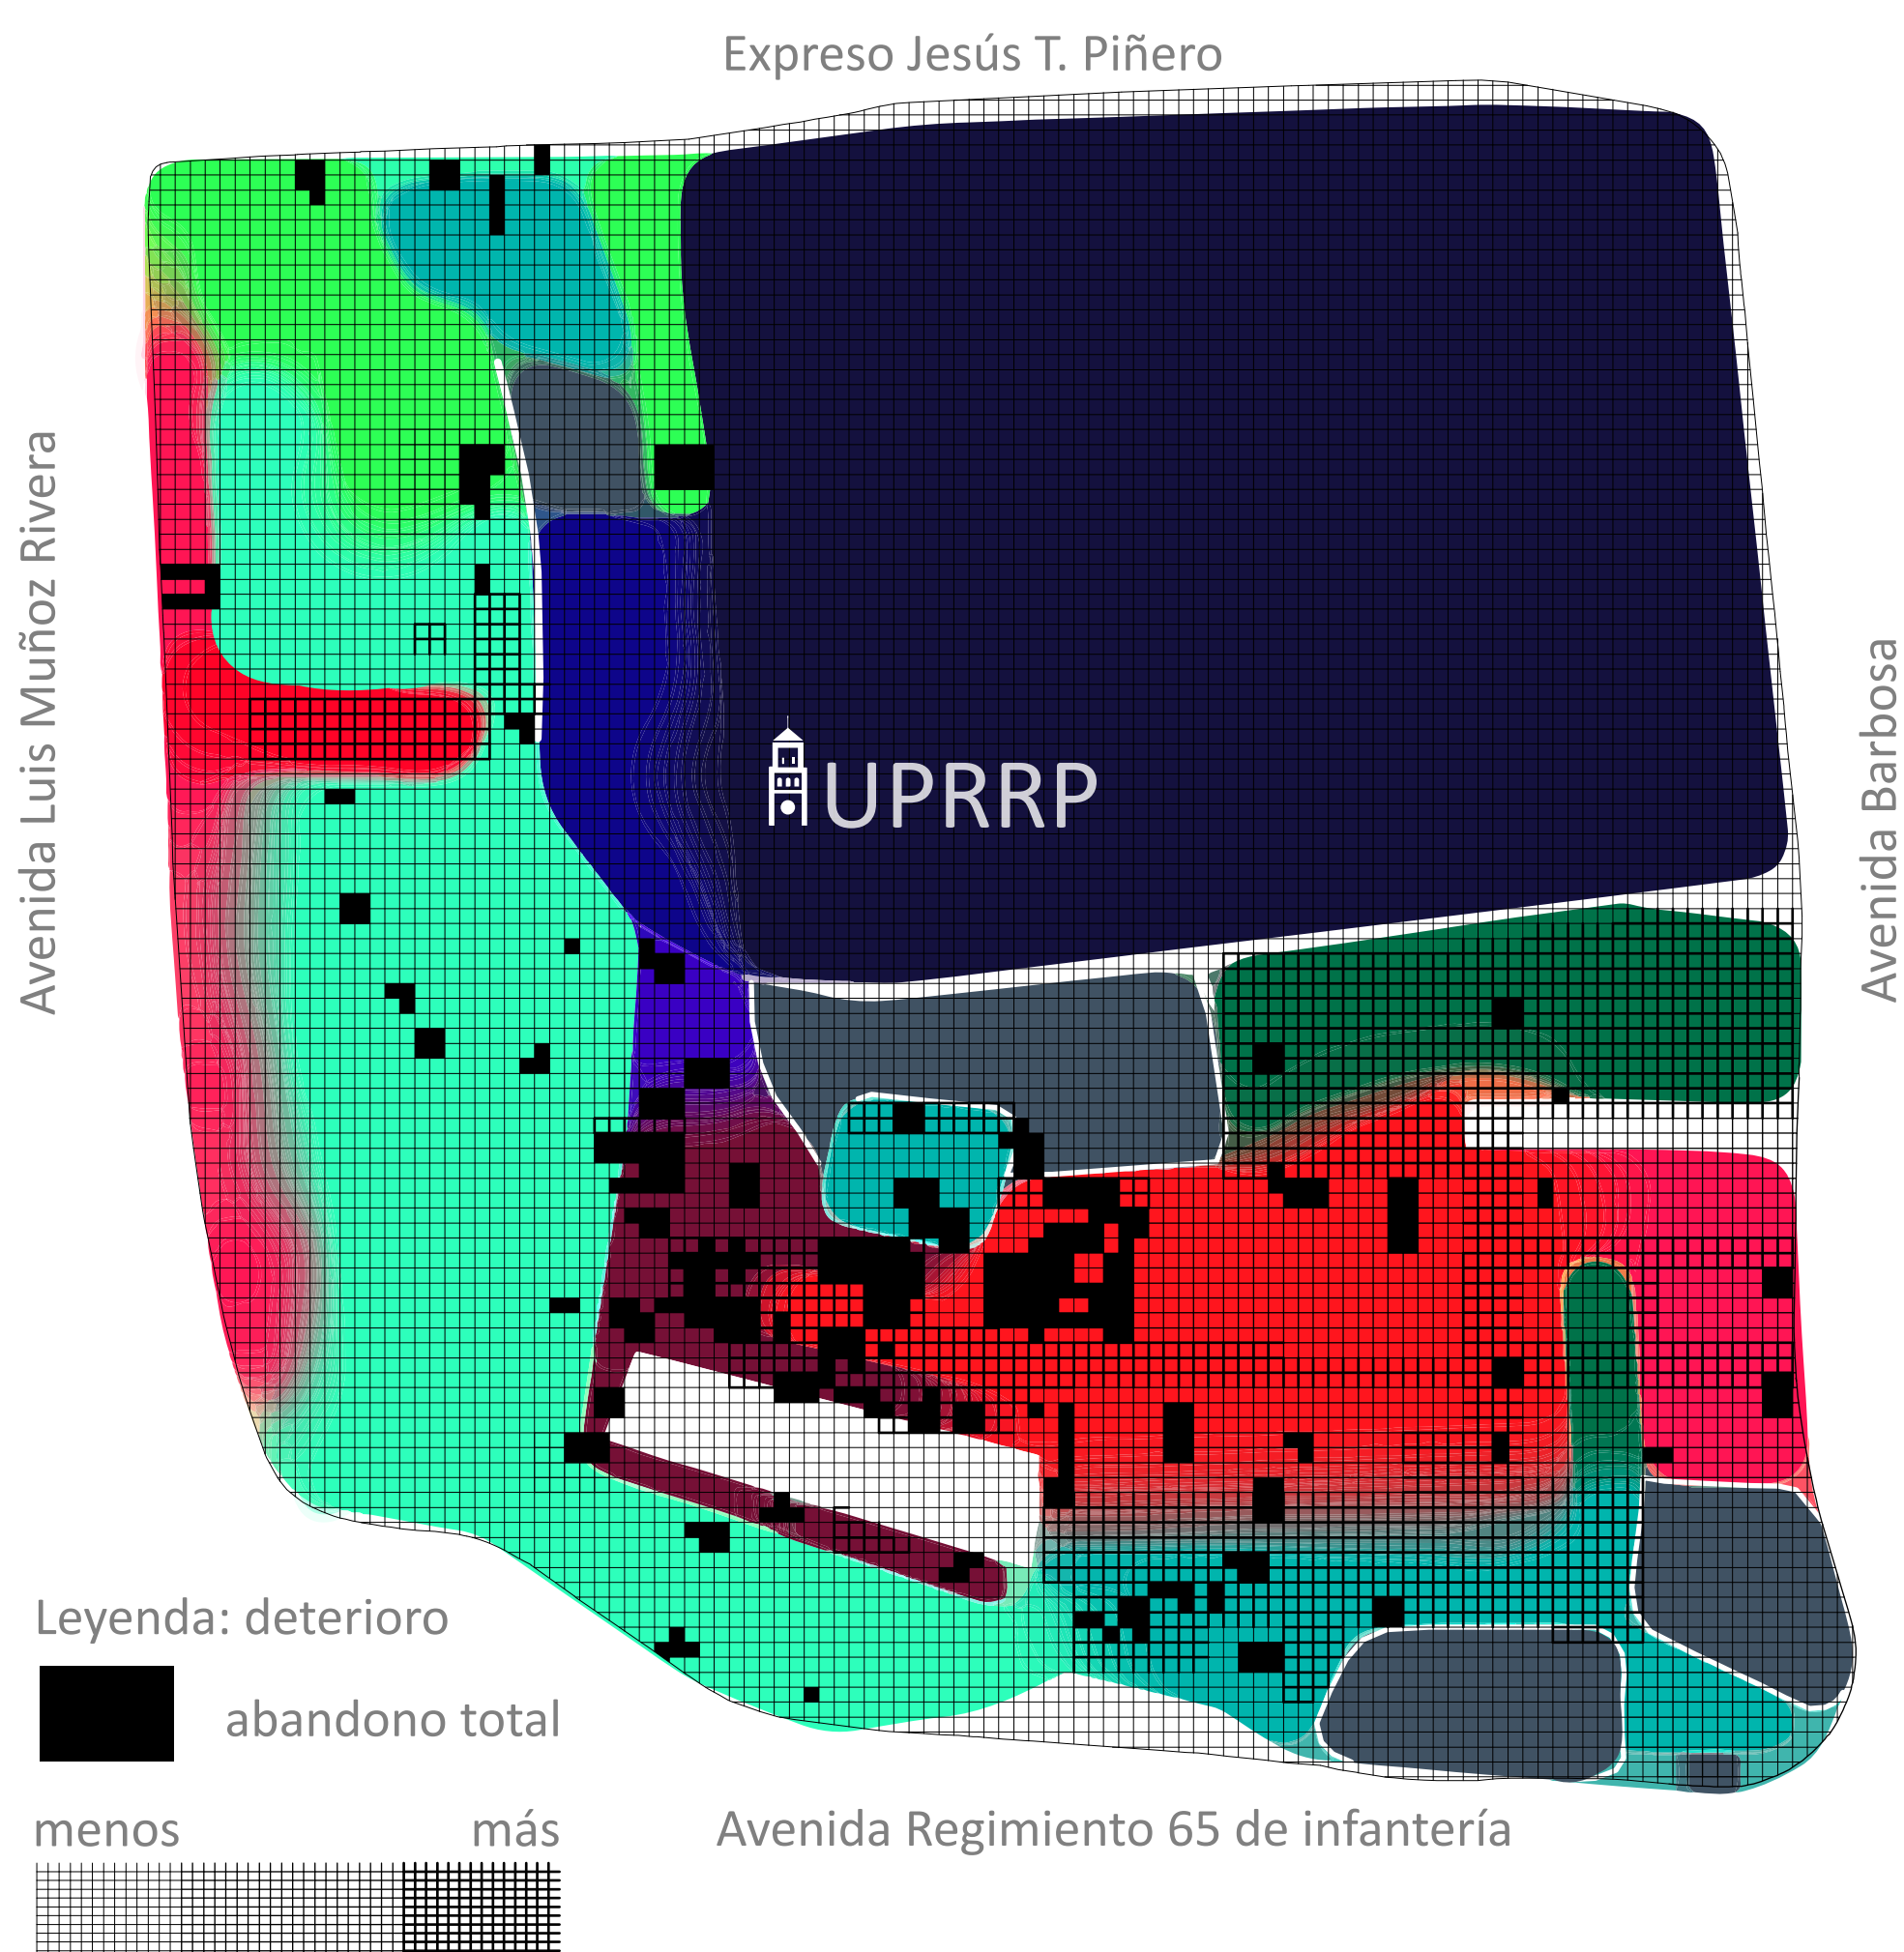 Expreso Jesús T. Piñero
Avenida Luis Muñoz Rivera
Avenida Barbosa
UPRRP
Leyenda: deterioro
abandono total
menos más
Avenida Regimiento 65 de infantería